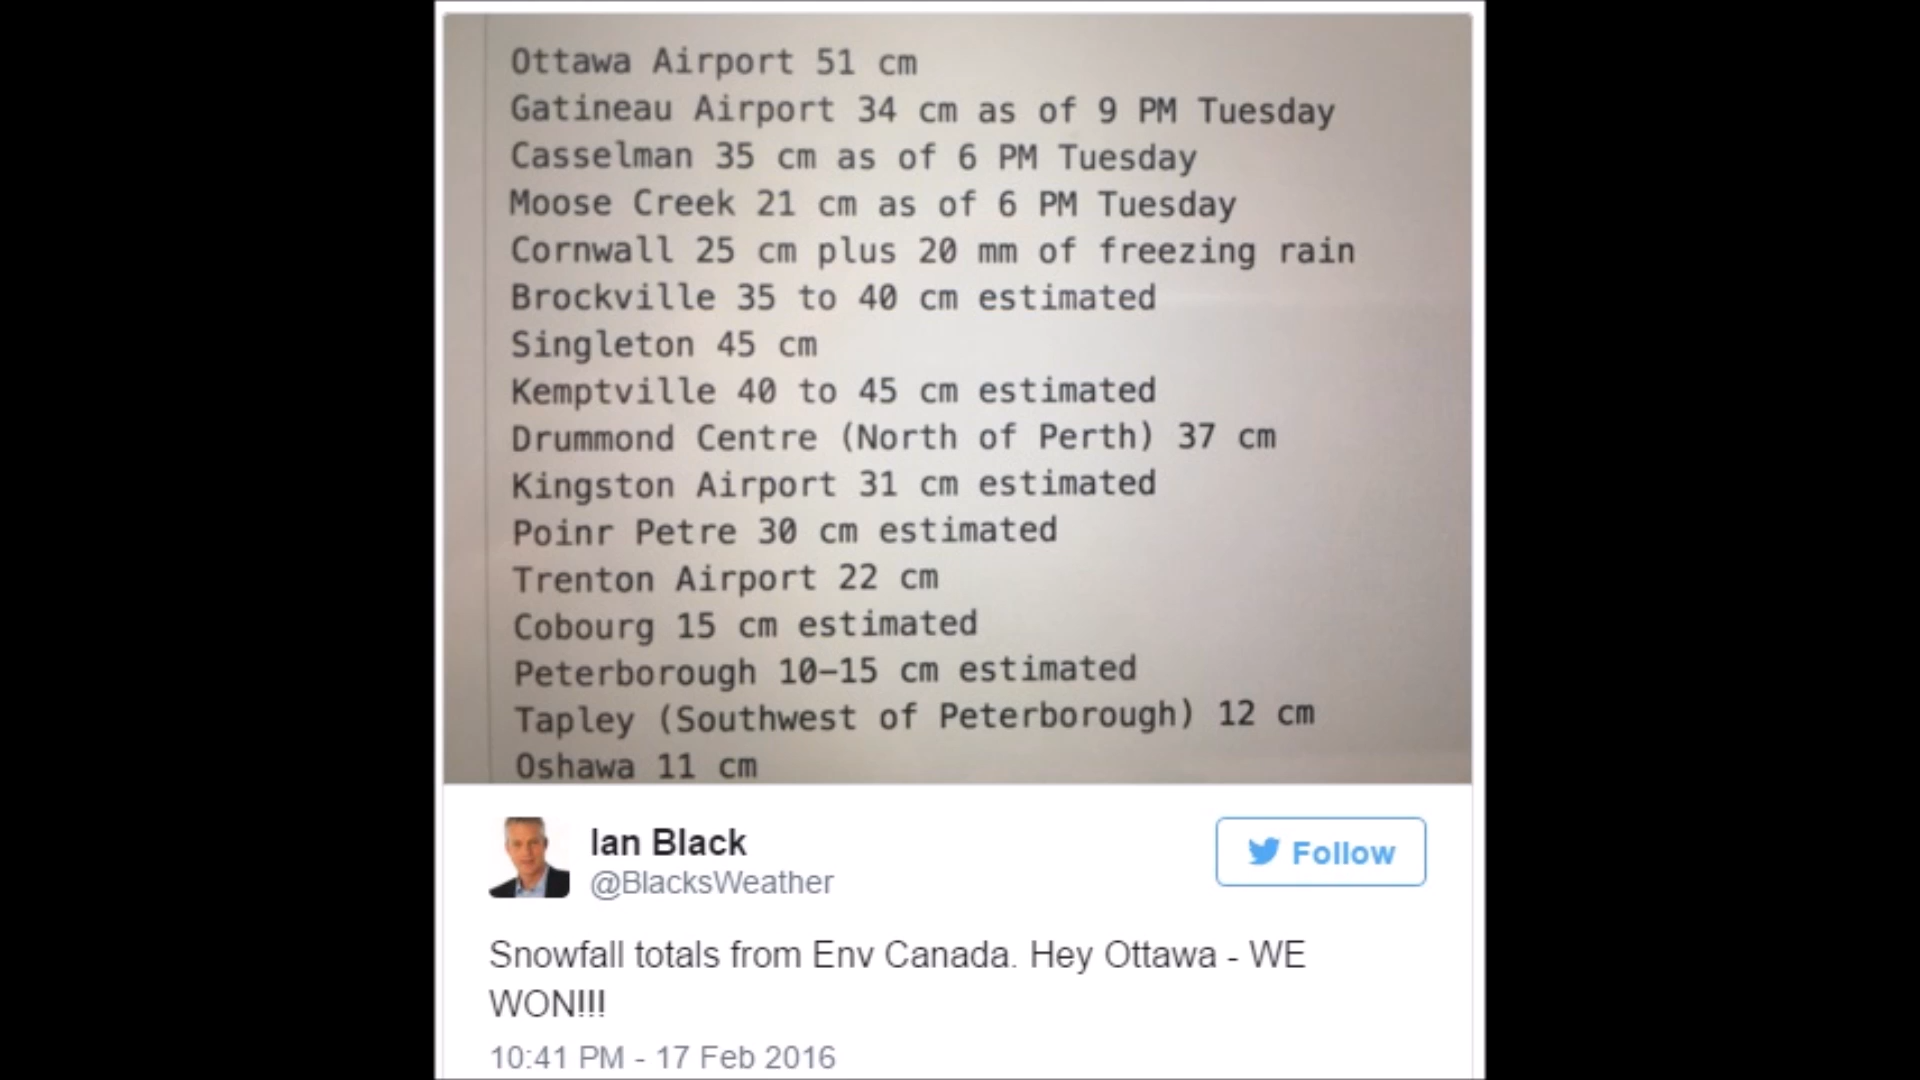 Ottawa Airport 51 cm
Gatineau Airport 34 cm as of 9 PM Tuesday
Casselman 35 cm as of 6 PM Tuesday
Moose Creek 21 cm as of 6 PM Tuesday
Cornwall 25 cm plus 20 mm of freezing rain
Brockville 35 to 40 cm estimated
Singleton 45 cm
Kemptville 40 to 45 cm estimated
Drummond Centre (North of Perth) 37 cm
Kingston Airport 31 cm estimated
Poinr Petre 30 cm estimated
Trenton Airport 22 cm
Cobourg 15 cm estimated
Peterborough 10–15 cm estimated
Tapley (Southwest of Peterborough) 12 cm
Oshawa 11 cm
Ian Black
@BlacksWeather
Follow
Snowfall totals from Env Canada. Hey Ottawa - WE
WON!!!
10:41 PM - 17 Feb 2016